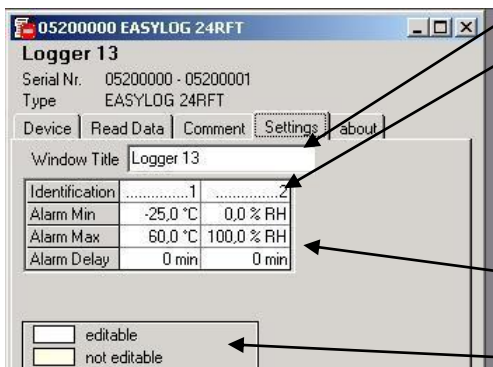 05200000 EASYLOG 24RFT
Logger 13
Serial Nr. 05200000 - 05200001
Type EASYLOG 24RFT
Device Read Data Comment Settings about
Window Title Logger 13
Identification ..............1 ..............2
Alarm Min -25,0 °C 0,0 % RH
Alarm Max 60,0 °C 100,0 % RH
Alarm Delay 0 min 0 min
editable
not editable